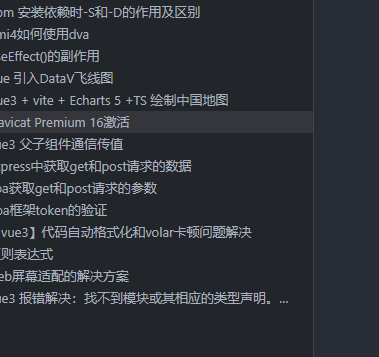 om 安装依赖时-S和-D的作用及区别
mi4如何使用dva
seEffect()的副作用
ue 引入DataV飞线图
ue3 + vite + Echarts 5 +TS 绘制中国地图
avicat Premium 16激活
ue3 父子组件通信传值
xpress中获取get和post请求的数据
oa获取get和post请求的参数
oa框架token的验证
vue3】代码自动格式化和volar卡顿问题解决
则表达式
eb屏幕适配的解决方案
ue3 报错解决：找不到模块或其相应的类型声明。...